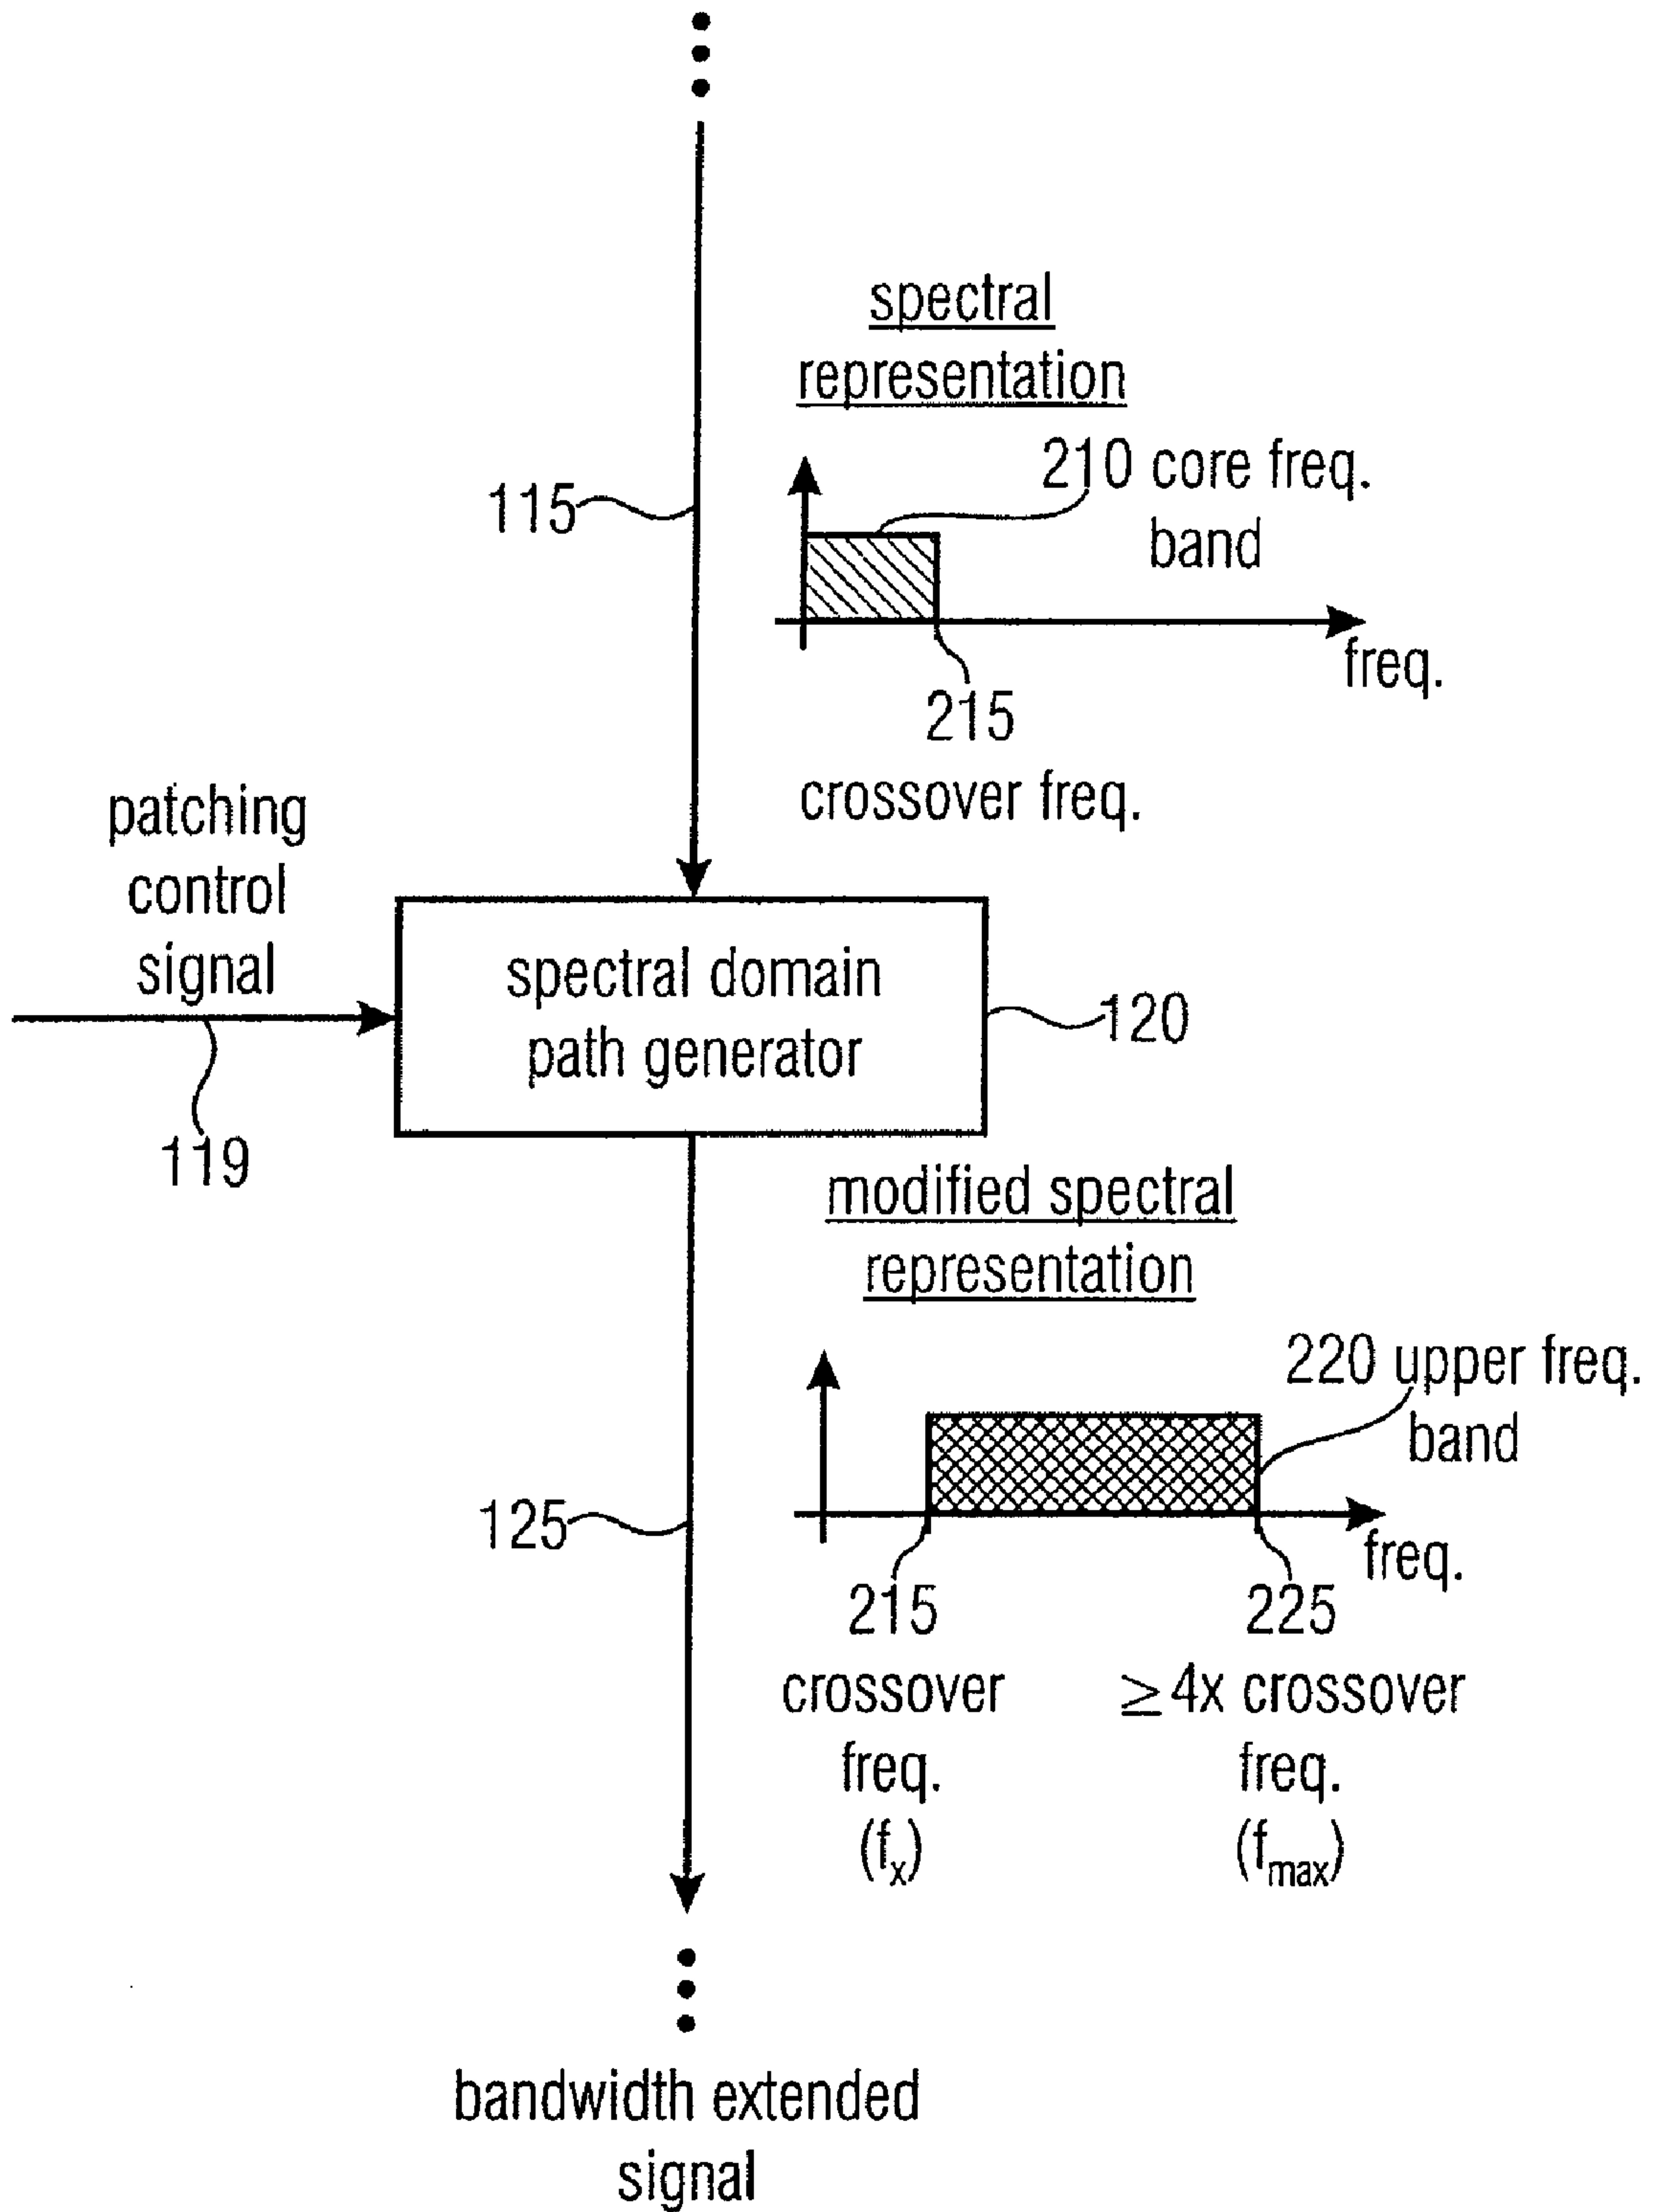 spectral
representation
210 core freq.
band
115
freq.
215
crossover freq.
patching
control
signal
spectral domain
path generator
120
119
modified spectral
representation
220 upper freq.
band
125
freq.
215
crossover
freq.
(fx)
225
≥4x crossover
freq.
(fmax)
bandwidth extended
signal